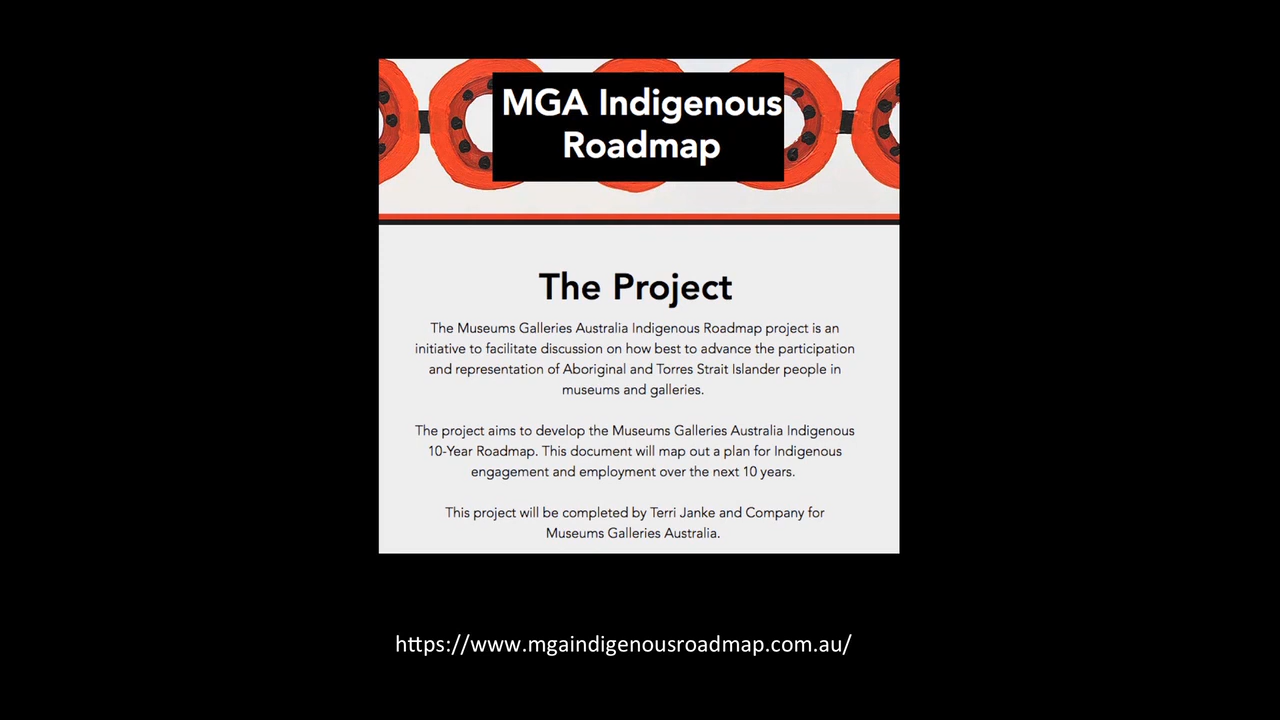 MGA Indigenous
Roadmap
The Project
The Museums Galleries Australia Indigenous Roadmap project is an
initiative to facilitate discussion on how best to advance the participation
and representation of Aboriginal and Torres Strait Islander people in
museums and galleries.
The project aims to develop the Museums Galleries Australia Indigenous
10-Year Roadmap. This document will map out a plan for Indigenous
engagement and employment over the next 10 years.
This project will be completed by Terri Janke and Company for
Museums Galleries Australia.
https://www.mgaindigenousroadmap.com.au/